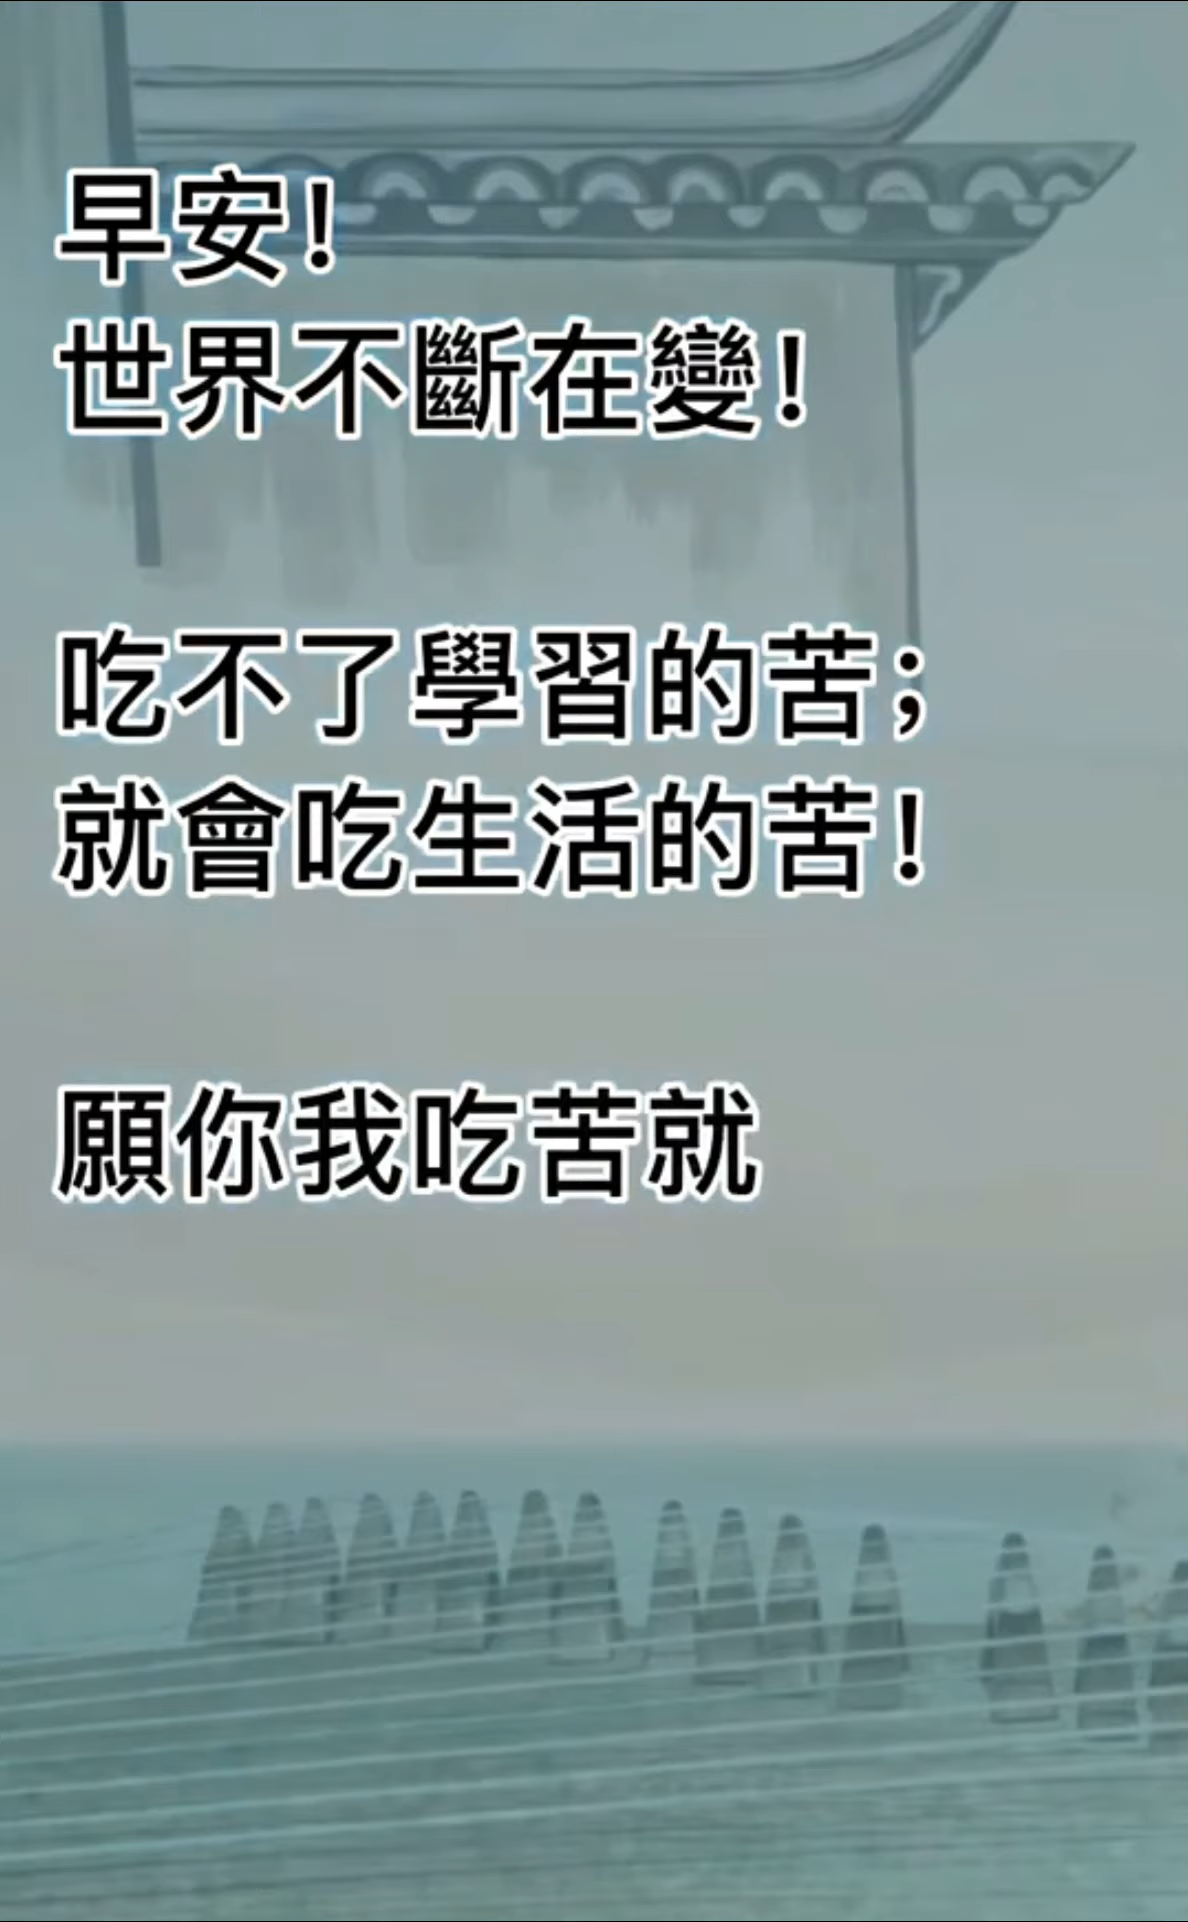 早安！
世界不斷在變！
吃不了學習的苦；
就會吃生活的苦！
願你我吃苦就